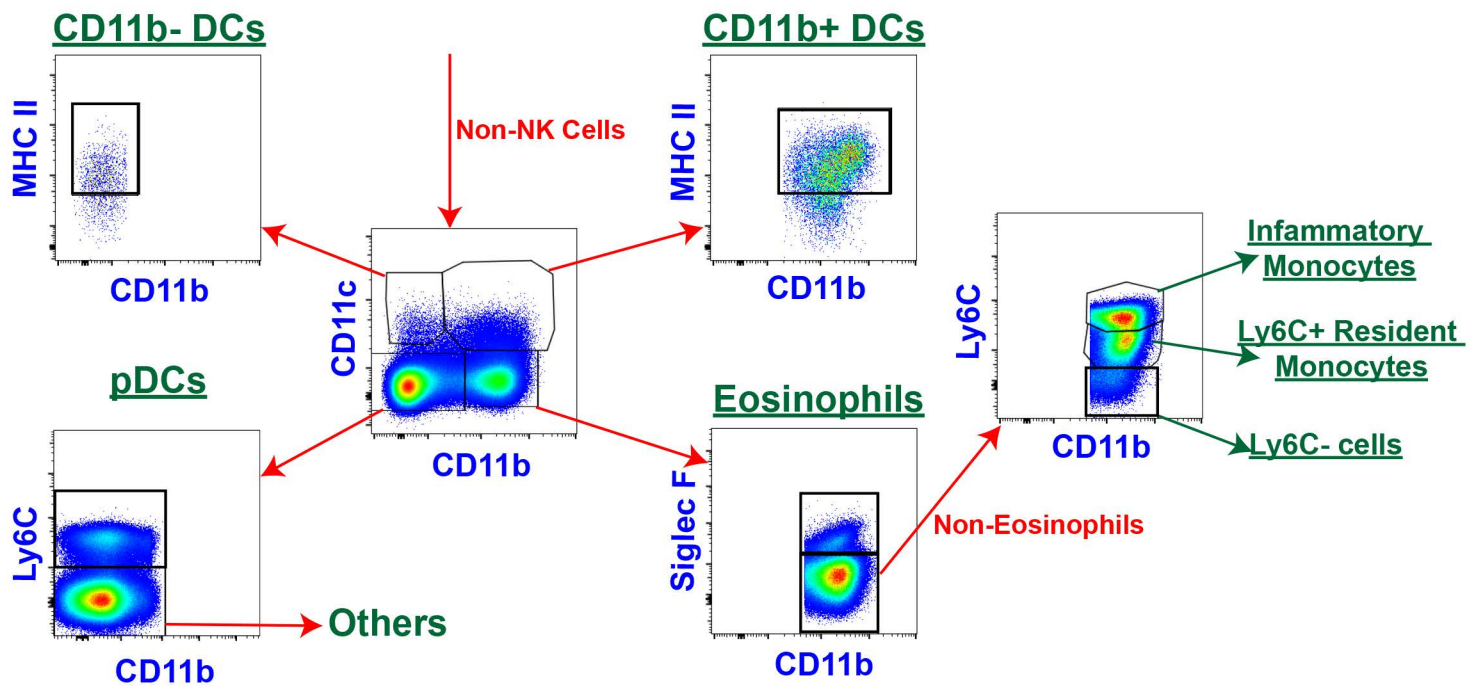 CD11b- DCs
CD11b+ DCs
MHC II
CD11b
Non-NK Cells
MHC II
CD11b
CD11c
CD11b
Ly6C
CD11b
Infammatory
Monocytes
Ly6C+ Resident
Monocytes
Ly6C- cells
pDCs
Ly6C
CD11b
Others
Eosinophils
Siglec F
CD11b
Non-Eosinophils